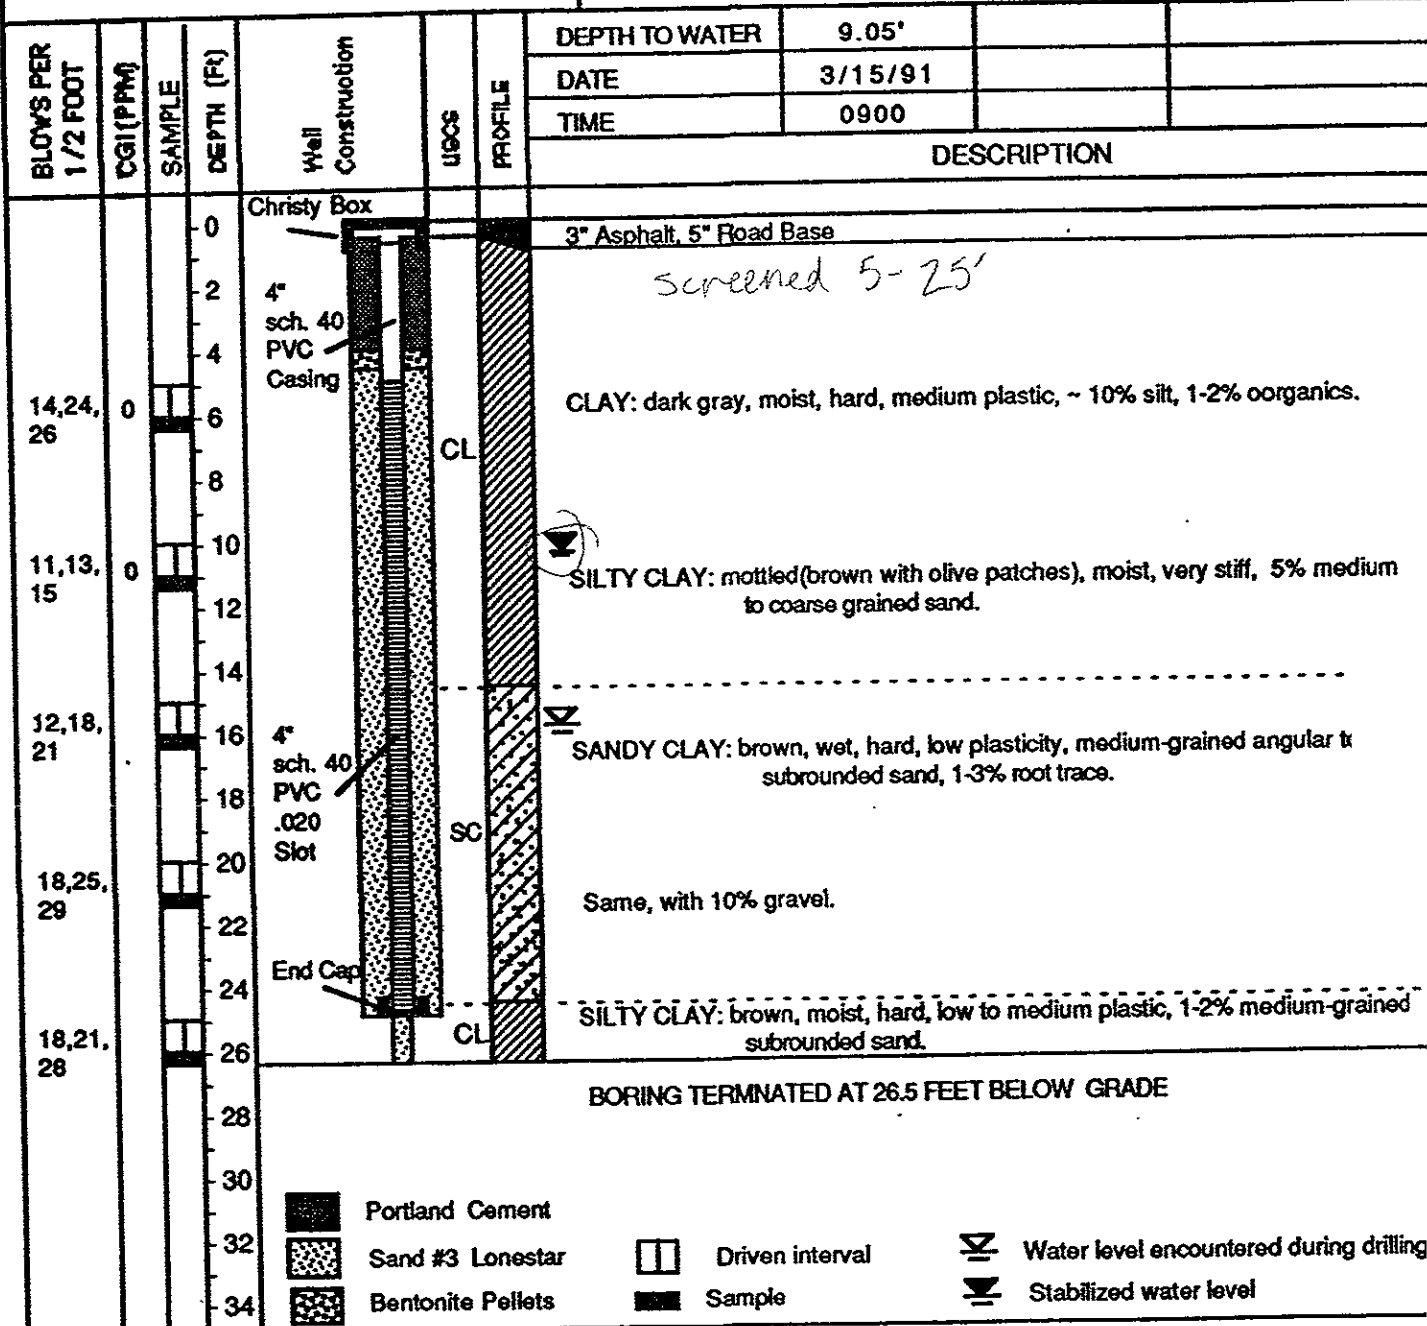 DEPTH TO WATER 9.05'
DATE 3/15/91
TIME 0900
BLOWS PER
1/2 FOOT
CGI(PPM)
SAMPLE
DEPTH (Ft)
Well
Construction
USCS
PROFILE
DESCRIPTION
Christy Box
0
3" Asphalt, 5" Road Base
screened 5-25'
2
4"
sch. 40
PVC
Casing
4
14,24,
26
0
6
CL
CLAY: dark gray, moist, hard, medium plastic, ~ 10% silt, 1-2% oorganics.
8
10
11,13,
15
0
SILTY CLAY: mottled(brown with olive patches), moist, very stiff, 5% medium
to coarse grained sand.
12
14
12,18,
21
16
4"
sch. 40
PVC
.020
Slot
SANDY CLAY: brown, wet, hard, low plasticity, medium-grained angular to
subrounded sand, 1-3% root trace.
18
SC
20
18,25,
29
Same, with 10% gravel.
22
End Cap
24
18,21,
28
CL
SILTY CLAY: brown, moist, hard, low to medium plastic, 1-2% medium-grained
subrounded sand.
26
BORING TERMNATED AT 26.5 FEET BELOW GRADE
28
30
Portland Cement
32
Sand #3 Lonestar
Driven interval
Water level encountered during drilling
34
Bentonite Pellets
Sample
Stabilized water level